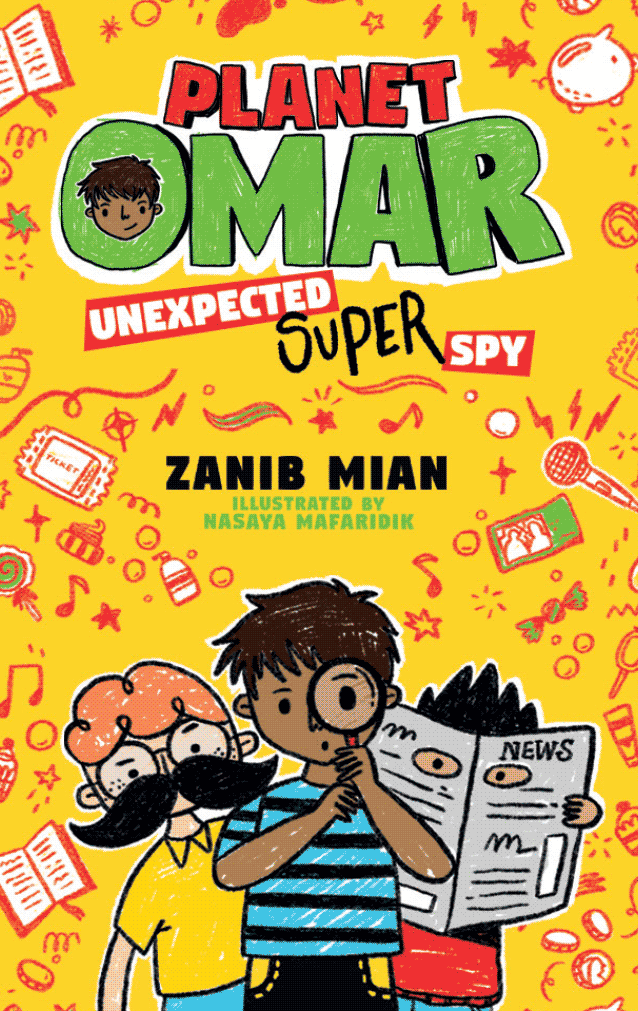 PLANET
OMAR
UNEXPECTED
SUPER
SPY
ZANIB MIAN
ILLUSTRATED BY
NASAYA MAFARIDIK
TICKET
NEWS